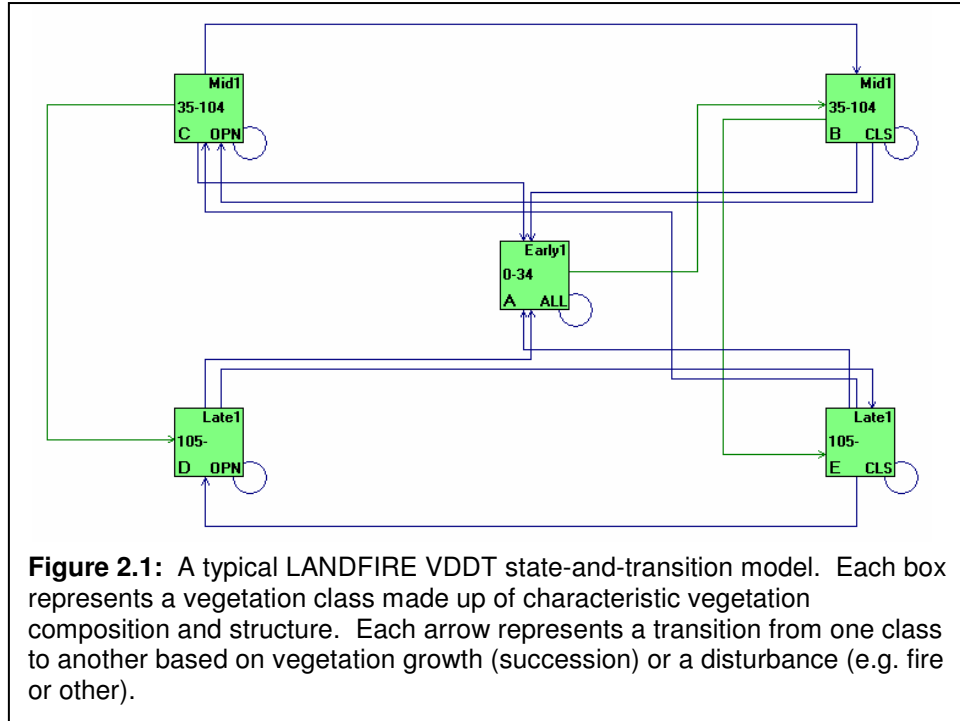 Mid1
35-104
C OPN
Mid1
35-104
B CLS
Early1
0-34
A ALL
Late1
105-
D OPN
Late1
105-
E CLS
Figure 2.1: A typical LANDFIRE VDDT state-and-transition model. Each box
represents a vegetation class made up of characteristic vegetation
composition and structure. Each arrow represents a transition from one class
to another based on vegetation growth (succession) or a disturbance (e.g. fire
or other).